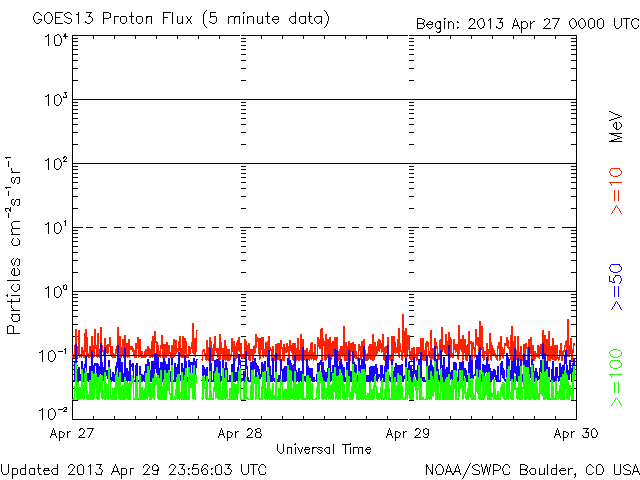 GOES13 Proton Flux (5 minute data)
Begin: 2013 Apr 27 0000 UTC
Particles cm⁻²s⁻¹sr⁻¹
10⁴
10³
10²
10¹
10⁰
10⁻¹
10⁻²
Apr 27
Apr 28
Apr 29
Apr 30
Universal Time
MeV
>=10
>=50
>=100
Updated 2013 Apr 29 23:56:03 UTC
NOAA/SWPC Boulder, CO USA